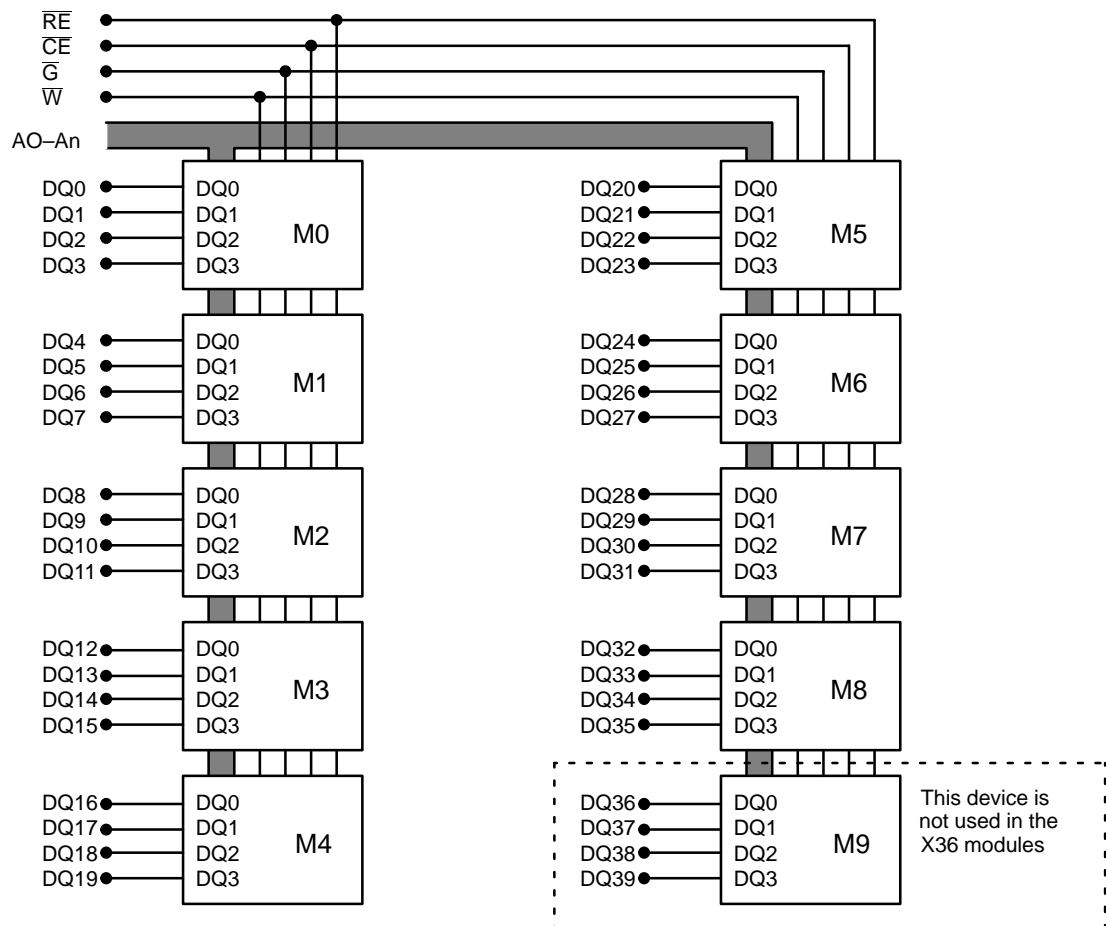 RE
CE
G
W
AO–An
DQ0
DQ1
DQ2
DQ3
DQ0
DQ1
DQ2
DQ3
M0
DQ4
DQ5
DQ6
DQ7
DQ0
DQ1
DQ2
DQ3
M1
DQ8
DQ9
DQ10
DQ11
DQ0
DQ1
DQ2
DQ3
M2
DQ12
DQ13
DQ14
DQ15
DQ0
DQ1
DQ2
DQ3
M3
DQ16
DQ17
DQ18
DQ19
DQ0
DQ1
DQ2
DQ3
M4
DQ20
DQ21
DQ22
DQ23
DQ0
DQ1
DQ2
DQ3
M5
DQ24
DQ25
DQ26
DQ27
DQ0
DQ1
DQ2
DQ3
M6
DQ28
DQ29
DQ30
DQ31
DQ0
DQ1
DQ2
DQ3
M7
DQ32
DQ33
DQ34
DQ35
DQ0
DQ1
DQ2
DQ3
M8
DQ36
DQ37
DQ38
DQ39
DQ0
DQ1
DQ2
DQ3
M9
This device is
not used in the
X36 modules